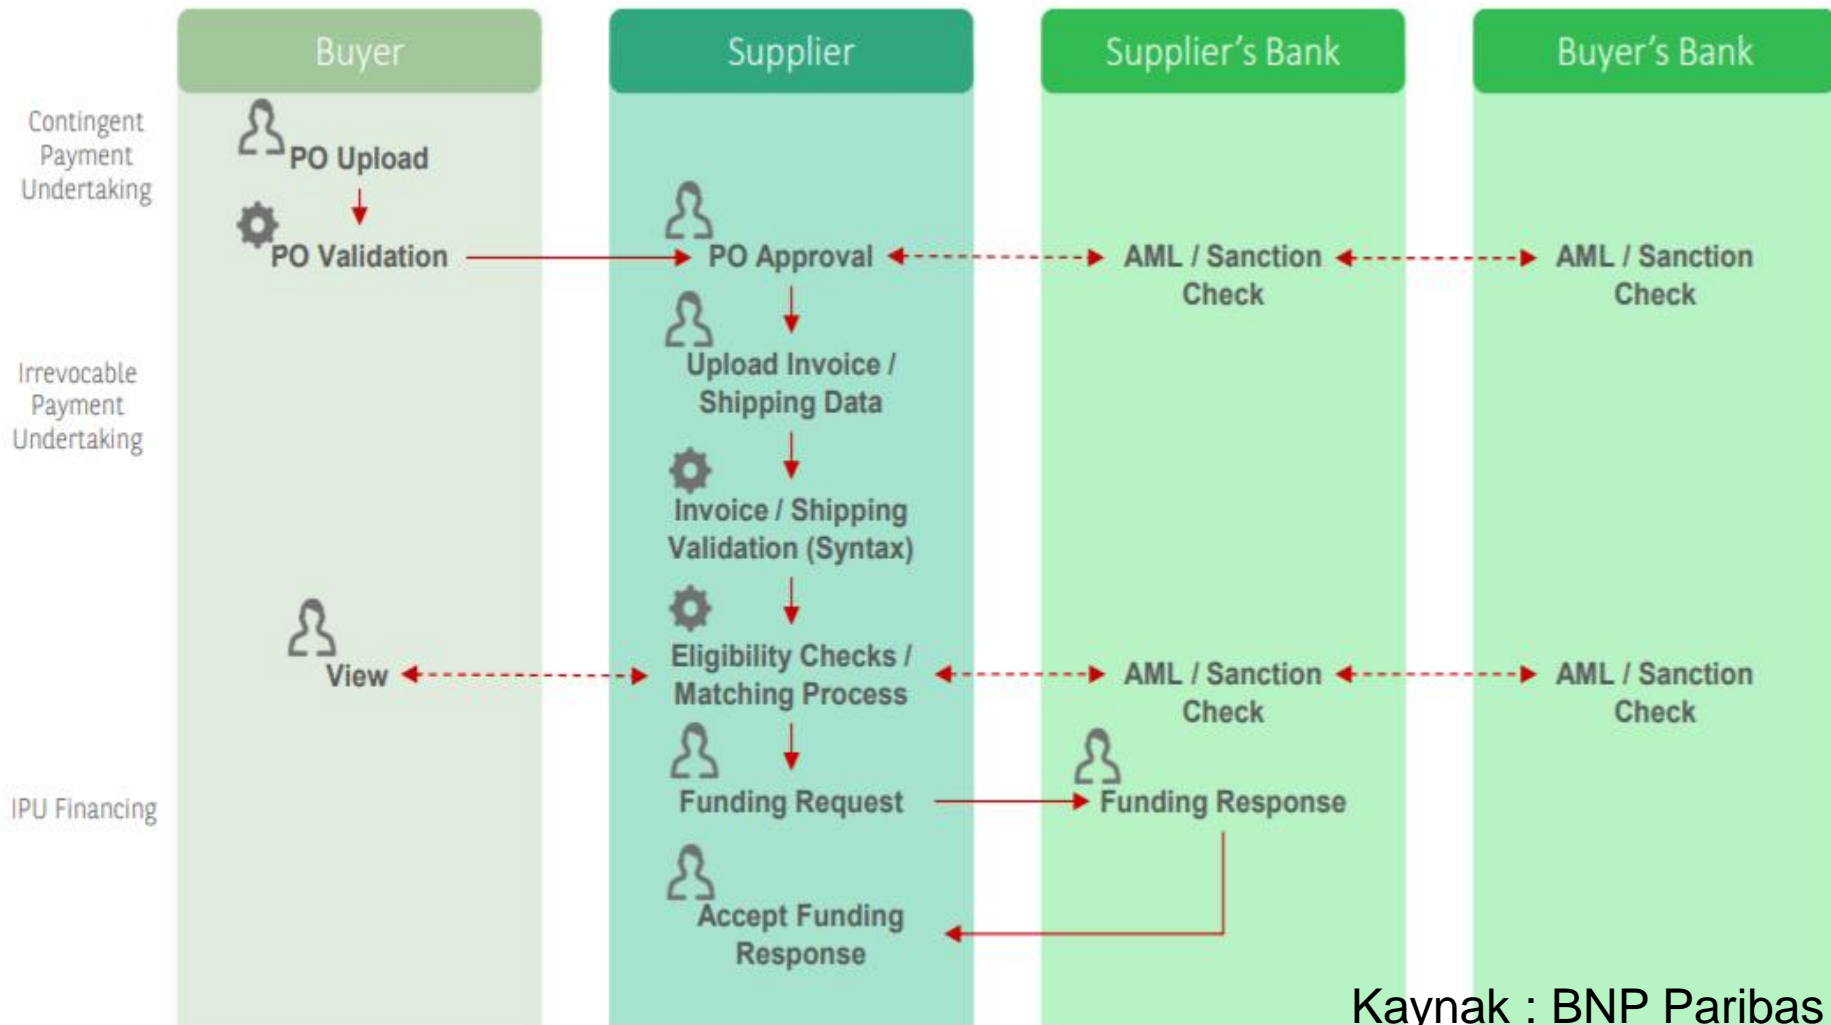 Buyer
Supplier
Supplier's Bank
Buyer's Bank
Contingent
Payment
Undertaking
PO Upload
PO Validation
PO Approval
AML / Sanction
Check
AML / Sanction
Check
Irrevocable
Payment
Undertaking
Upload Invoice /
Shipping Data
Invoice / Shipping
Validation (Syntax)
View
Eligibility Checks /
Matching Process
AML / Sanction
Check
AML / Sanction
Check
IPU Financing
Funding Request
Funding Response
Accept Funding
Response
Kaynak : BNP Paribas